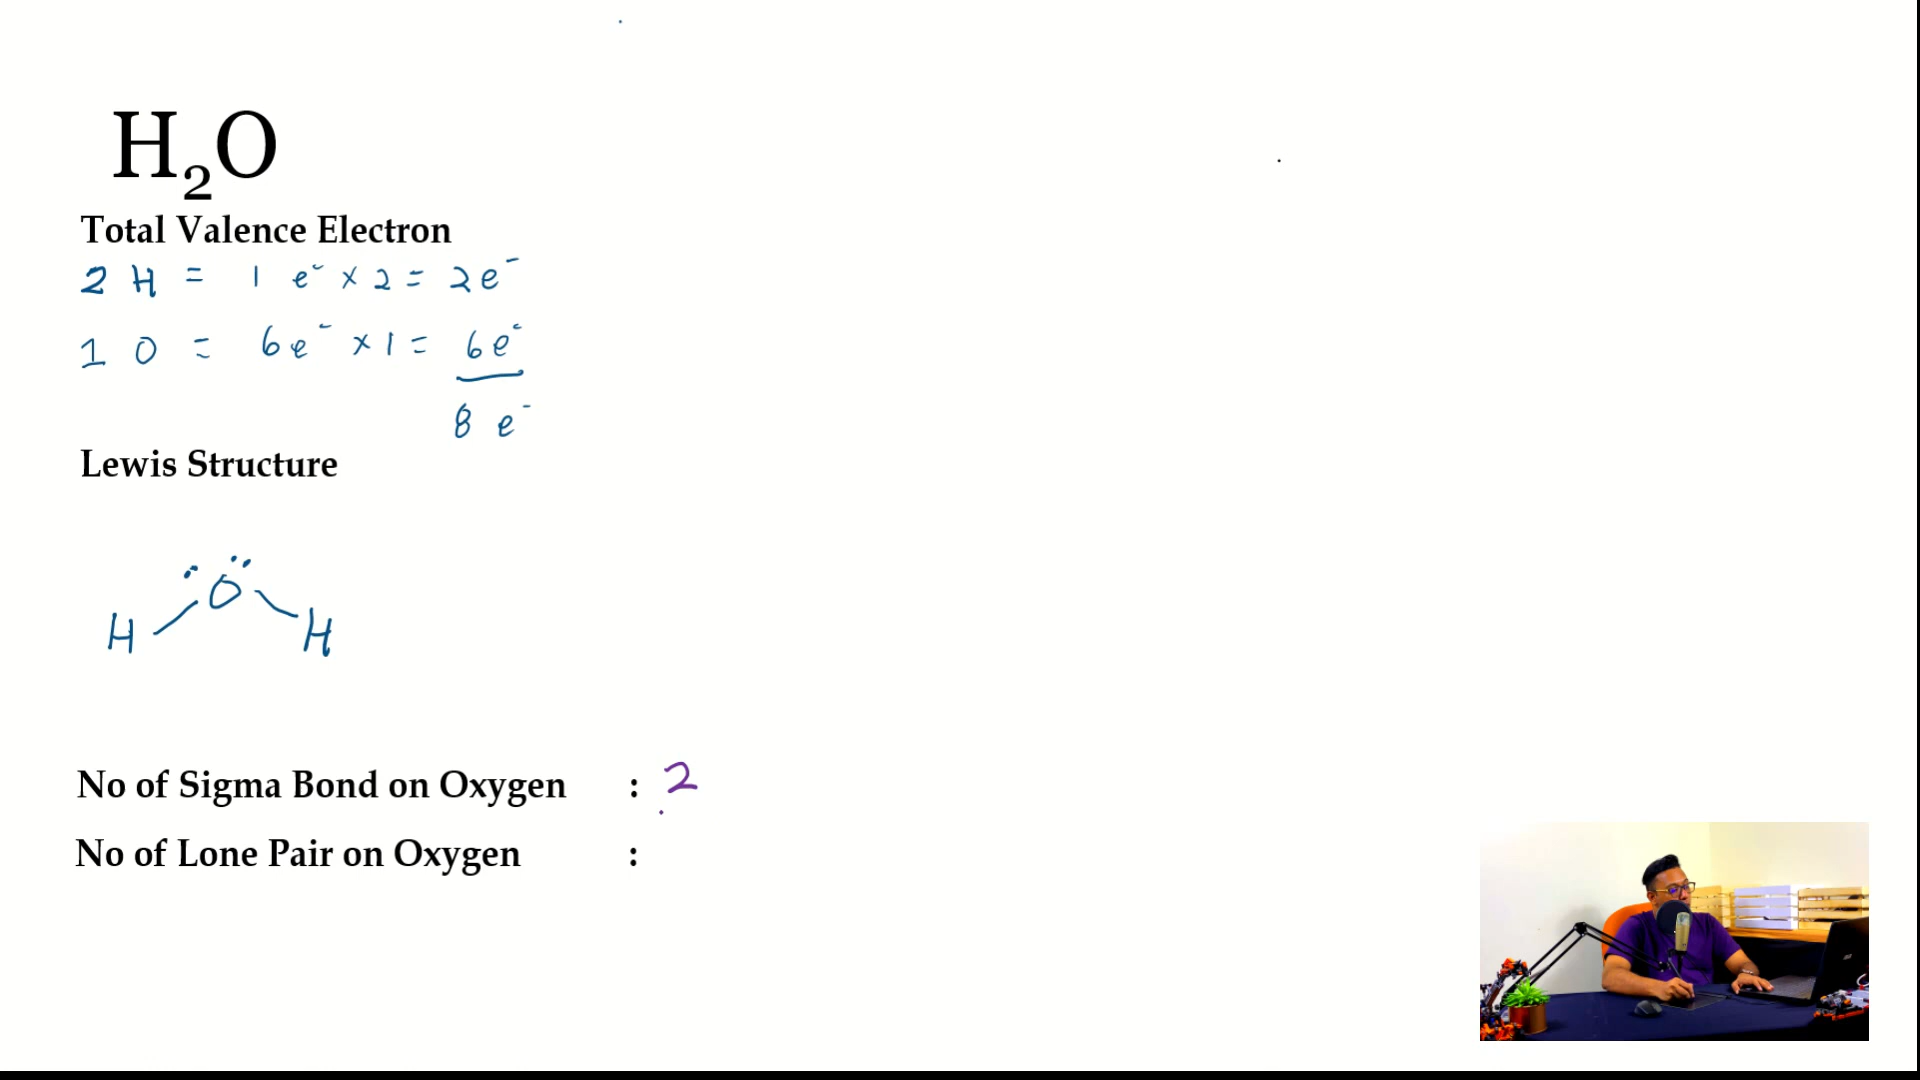 H₂O
Total Valence Electron
2 H = 1 e⁻ × 2 = 2e⁻
1 O = 6e⁻ × 1 = 6e⁻
8 e⁻
Lewis Structure
O
H H
No of Sigma Bond on Oxygen : 2
No of Lone Pair on Oxygen :